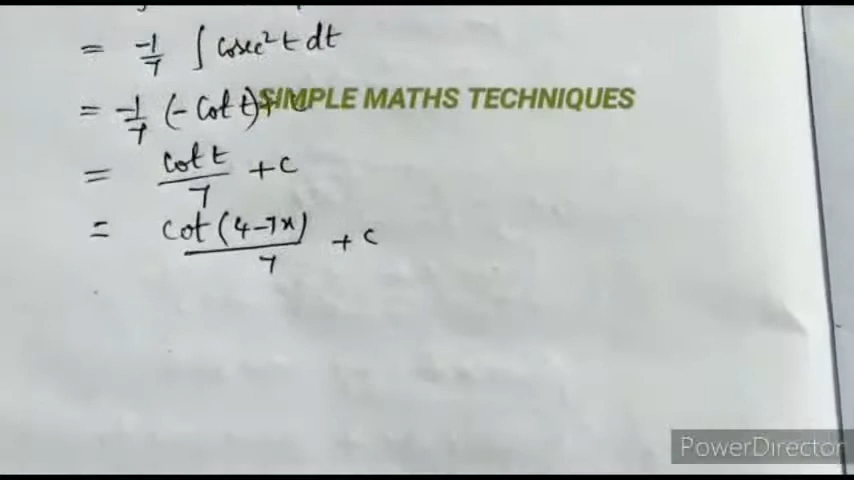 = -1/7 ∫ Cosec²t dt
= -1/7 (-Cot t)+ c
SIMPLE MATHS TECHNIQUES
= cot t/7 + c
= cot (4-7x)/7 + c
PowerDirector